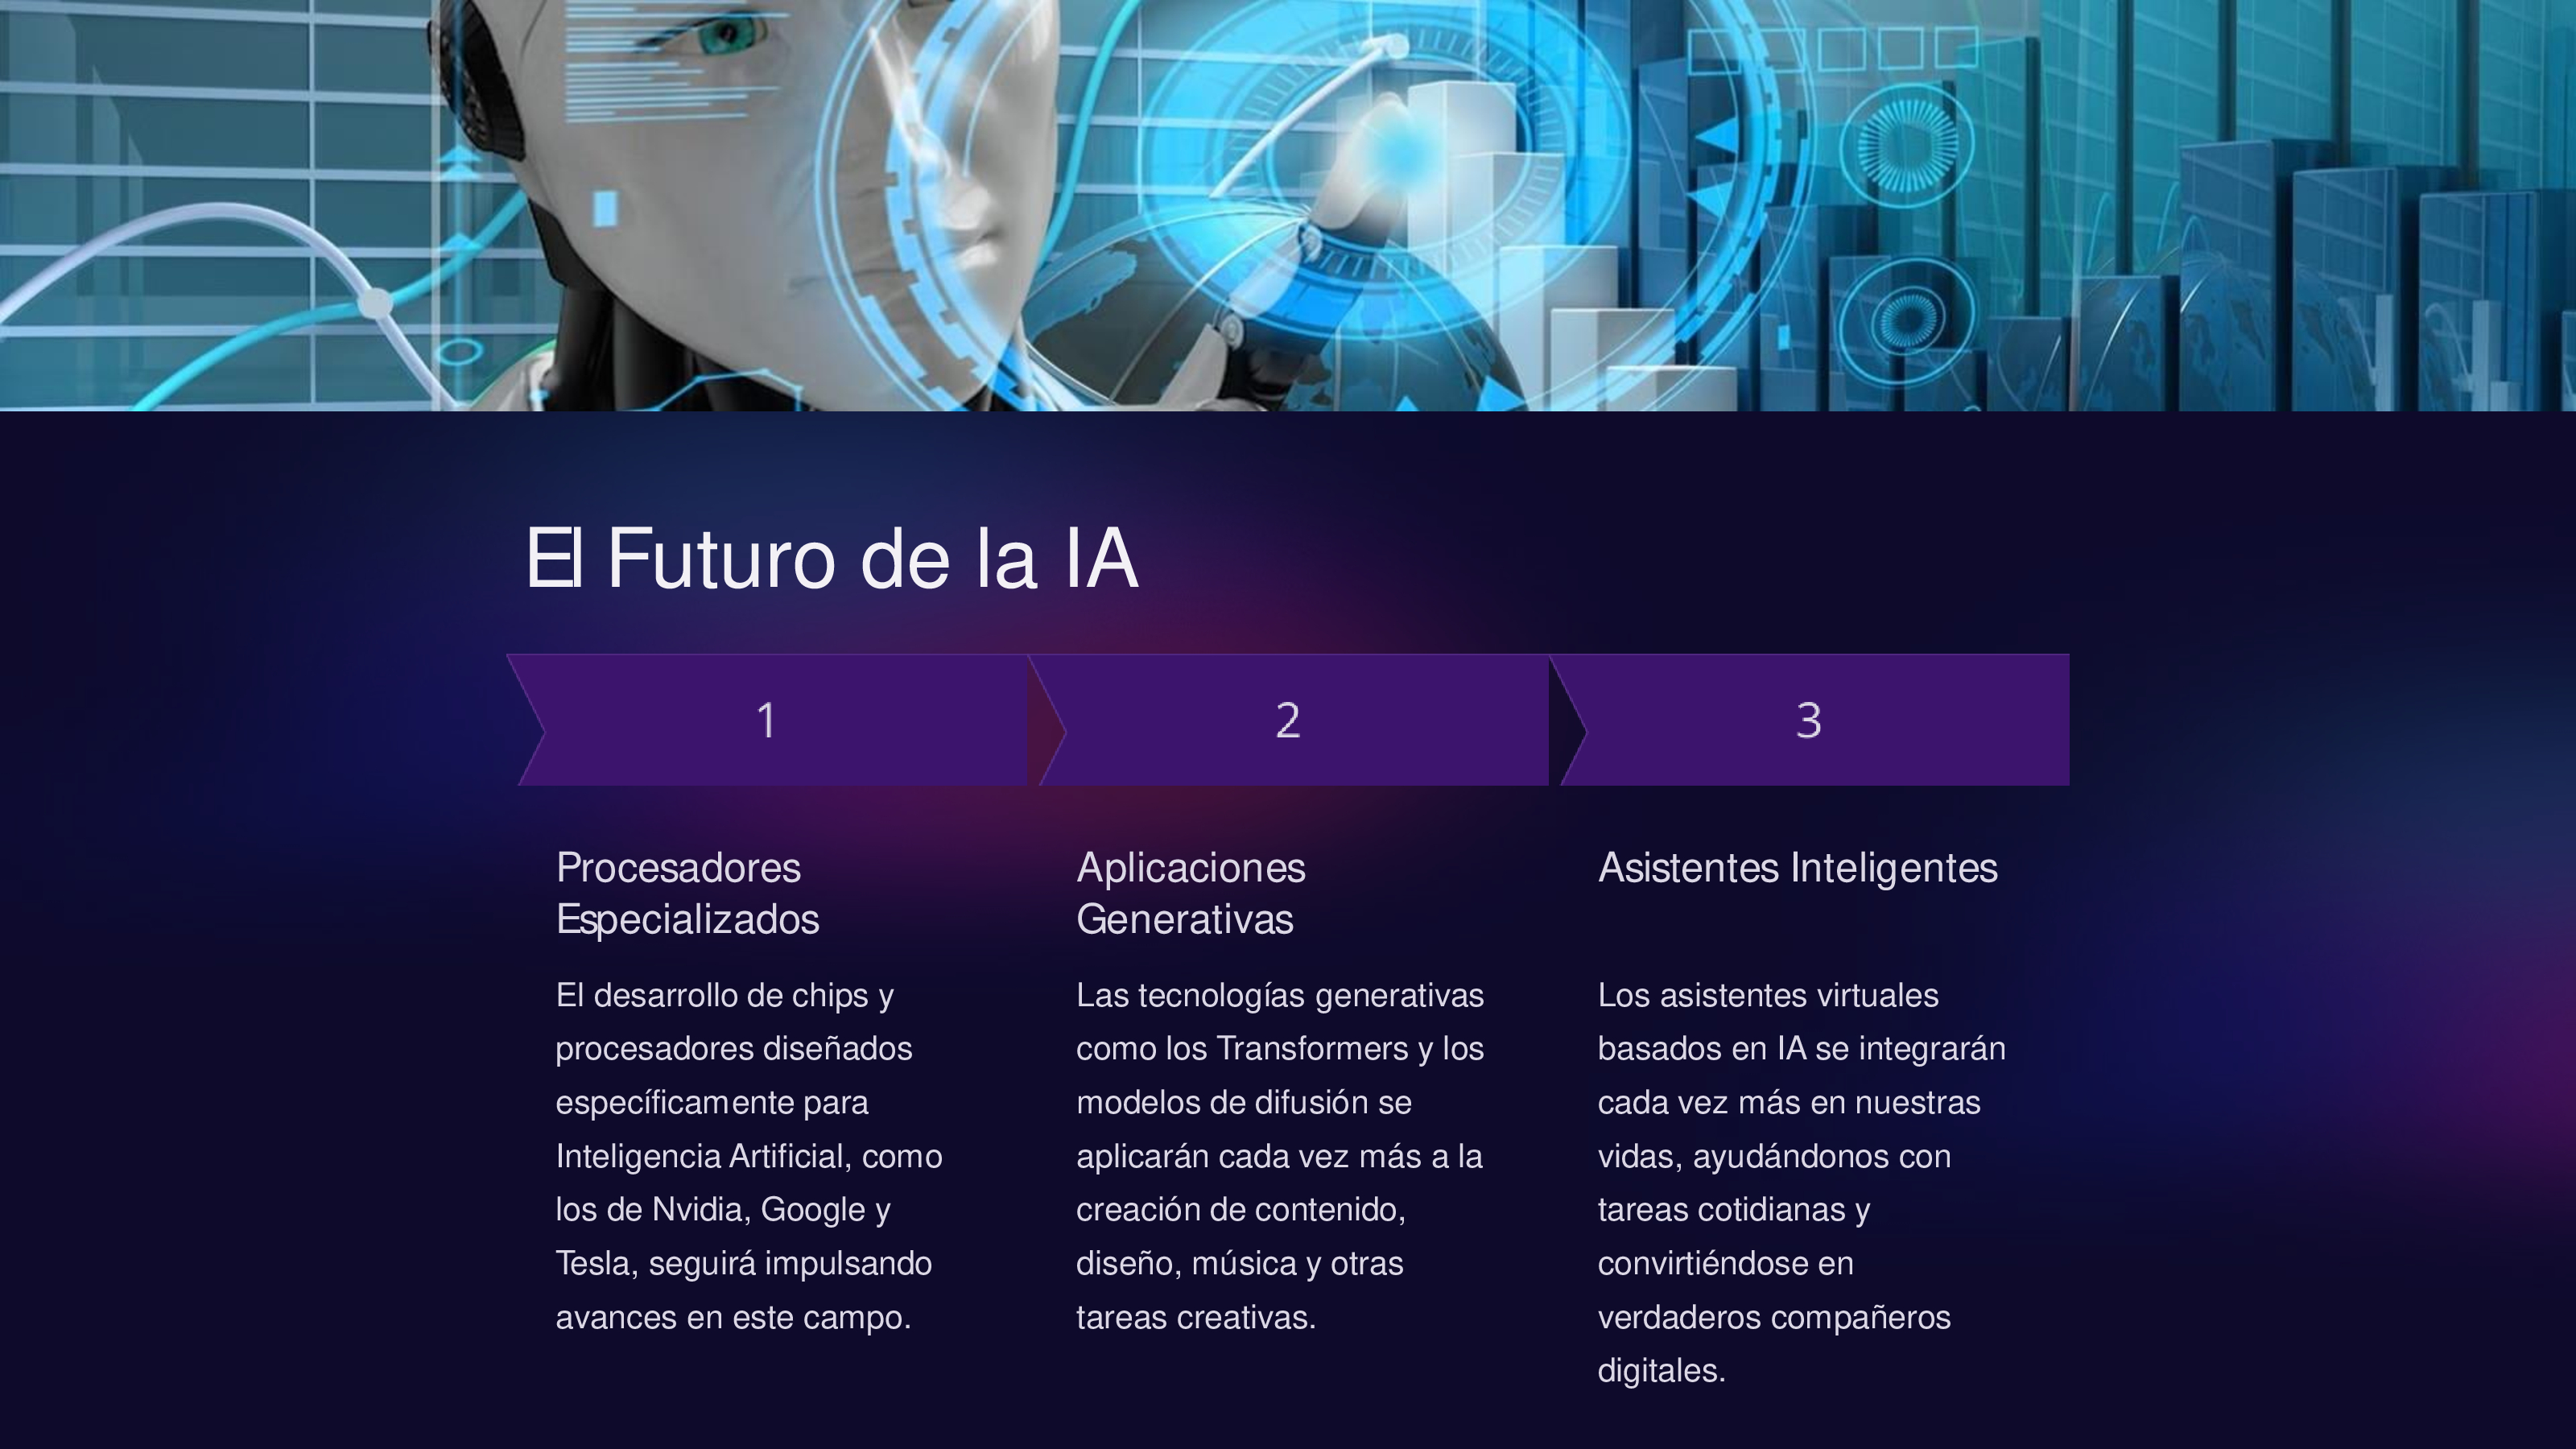 El Futuro de la IA
1
2
3
Procesadores
Especializados
El desarrollo de chips y
procesadores diseñados
específicamente para
Inteligencia Artificial, como
los de Nvidia, Google y
Tesla, seguirá impulsando
avances en este campo.
Aplicaciones
Generativas
Las tecnologías generativas
como los Transformers y los
modelos de difusión se
aplicarán cada vez más a la
creación de contenido,
diseño, música y otras
tareas creativas.
Asistentes Inteligentes
Los asistentes virtuales
basados en IA se integrarán
cada vez más en nuestras
vidas, ayudándonos con
tareas cotidianas y
convirtiéndose en
verdaderos compañeros
digitales.